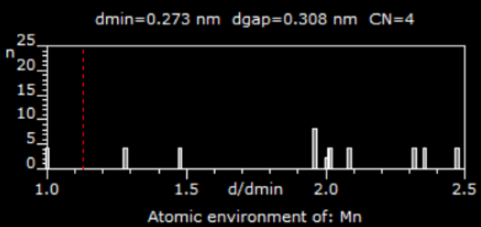 dmin=0.273 nm dgap=0.308 nm CN=4
n
25
20
15
10
5
0
1.0 1.5 d/dmin 2.0 2.5
Atomic environment of: Mn